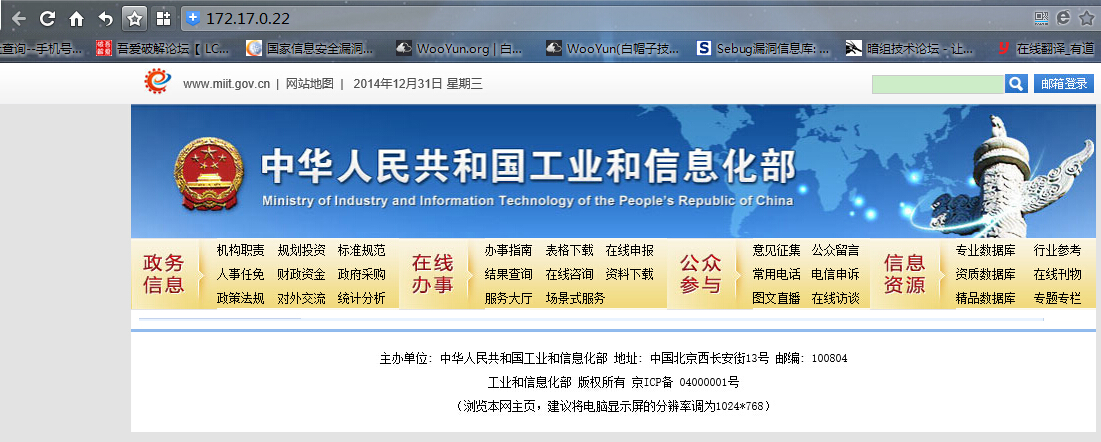 172.17.0.22
查询--手机号... 吾爱破解论坛【 LC... 国家信息安全漏洞... WooYun.org | 白... WooYun(白帽子技... Sebug漏洞信息库: ... 暗组技术论坛 - 让... 在线翻译_有道
www.miit.gov.cn | 网站地图 | 2014年12月31日 星期三 邮箱登录
中华人民共和国工业和信息化部
Ministry of Industry and Information Technology of the People's Republic of China
政务信息
机构职责 规划投资 标准规范
人事任免 财政资金 政府采购
政策法规 对外交流 统计分析
在线办事
办事指南 表格下载 在线申报
结果查询 在线咨询 资料下载
服务大厅 场景式服务
公众参与
意见征集 公众留言
常用电话 电信申诉
图文直播 在线访谈
信息资源
专业数据库 行业参考
资质数据库 在线刊物
精品数据库 专题专栏
主办单位: 中华人民共和国工业和信息化部 地址: 中国北京西长安街13号 邮编: 100804
工业和信息化部 版权所有 京ICP备 04000001号
（浏览本网主页，建议将电脑显示屏的分辨率调为1024*768）